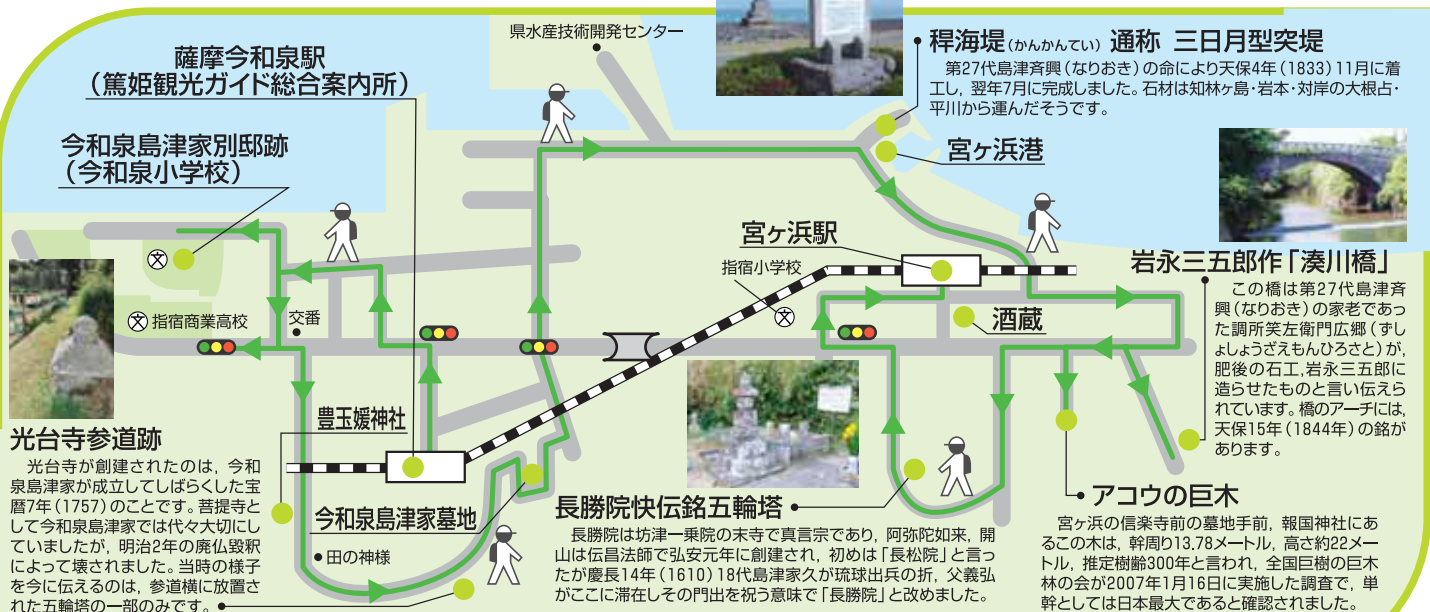 県水産技術開発センター
薩摩今和泉駅
（篤姫観光ガイド総合案内所）
今和泉島津家別邸跡
（今和泉小学校）
稈海堤（かんかんてい）通称 三日月型突堤
第27代島津斉興（なりおき）の命により天保4年（1833）11月に着
工し，翌年7月に完成しました。石材は知林ヶ島・岩本・対岸の大根占・
平川から運んだそうです。
宮ヶ浜港
宮ヶ浜駅
指宿小学校
文
酒蔵
岩永三五郎作「湊川橋」
この橋は第27代島津斉
興（なりおき）の家老であっ
た調所笑左衛門広郷（ずし
ょしょうざえもんひろさと）が，
肥後の石工，岩永三五郎に
造らせたものと言い伝えら
れています。橋のアーチには，
天保15年（1844年）の銘が
あります。
文
文 指宿商業高校
交番
豊玉媛神社
光台寺参道跡
光台寺が創建されたのは，今和
泉島津家が成立してしばらくした宝
暦7年（1757）のことです。菩提寺と
して今和泉島津家では代々大切にし
ていましたが，明治2年の廃仏毀釈
によって壊されました。当時の様子
を今に伝えるのは，参道横に放置さ
れた五輪塔の一部のみです。
今和泉島津家墓地
田の神様
長勝院快伝銘五輪塔
長勝院は坊津一乗院の末寺で真言宗であり，阿弥陀如来，開
山は伝昌法師で弘安元年に創建され，初めは「長松院」と言っ
たが慶長14年（1610）18代島津家久が琉球出兵の折，父義弘
がここに滞在しその門出を祝う意味で「長勝院」と改めました。
アコウの巨木
宮ヶ浜の信楽寺前の墓地手前，報国神社にあ
るこの木は，幹周り13.78メートル，高さ約22メー
トル，推定樹齢300年と言われ，全国巨樹の巨木
林の会が2007年1月16日に実施した調査で，単
幹としては日本最大であると確認されました。